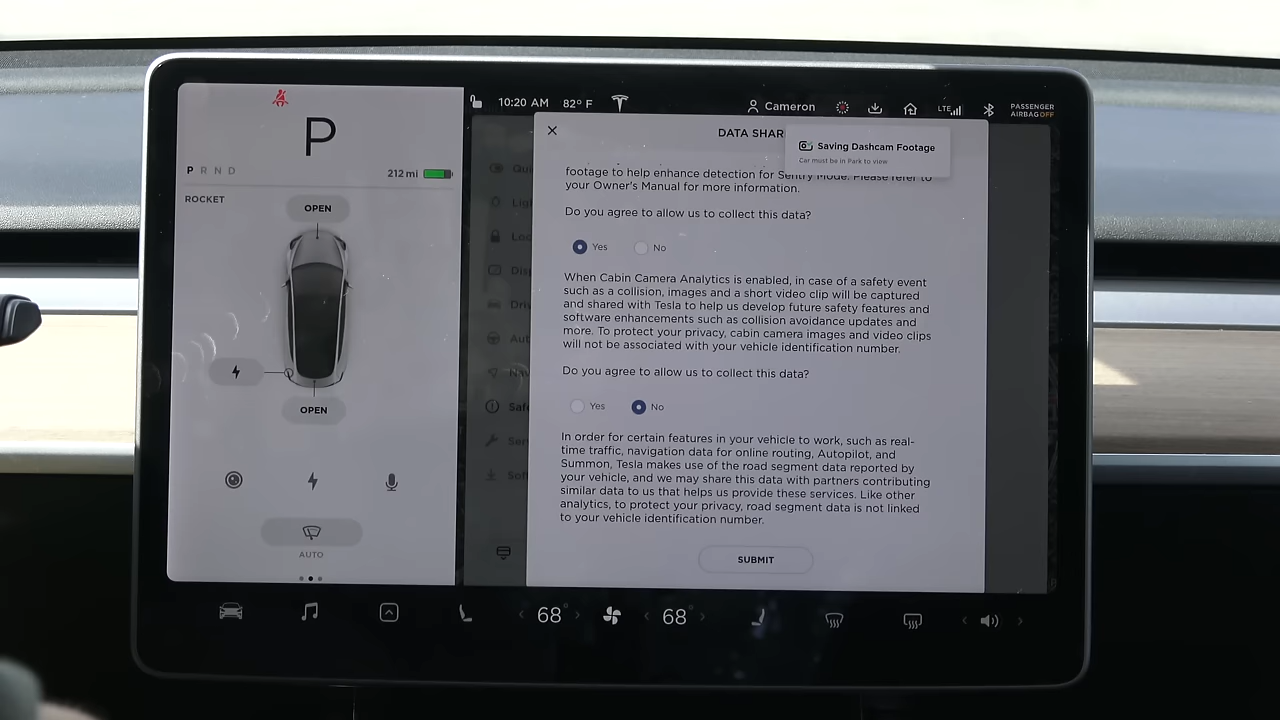 10:20 AM 82° F Cameron LTE PASSENGER
AIRBAG OFF
P
P R N D 212 mi
ROCKET
OPEN
OPEN
AUTO
DATA SHAR
Saving Dashcam Footage
Car must be in Park to view
footage to help enhance detection for Sentry Mode. Please refer to
your Owner's Manual for more information.
Do you agree to allow us to collect this data?
Yes No
When Cabin Camera Analytics is enabled, in case of a safety event
such as a collision, images and a short video clip will be captured
and shared with Tesla to help us develop future safety features and
software enhancements such as collision avoidance updates and
more. To protect your privacy, cabin camera images and video clips
will not be associated with your vehicle identification number.
Do you agree to allow us to collect this data?
Yes No
In order for certain features in your vehicle to work, such as real-
time traffic, navigation data for online routing, Autopilot, and
Summon, Tesla makes use of the road segment data reported by
your vehicle, and we may share this data with partners contributing
similar data to us that helps us provide these services. Like other
analytics, to protect your privacy, road segment data is not linked
to your vehicle identification number.
SUBMIT
Qui
Ligh
Loc
Disp
Driv
Aut
Nav
Safe
Serv
Soft
68° 68°